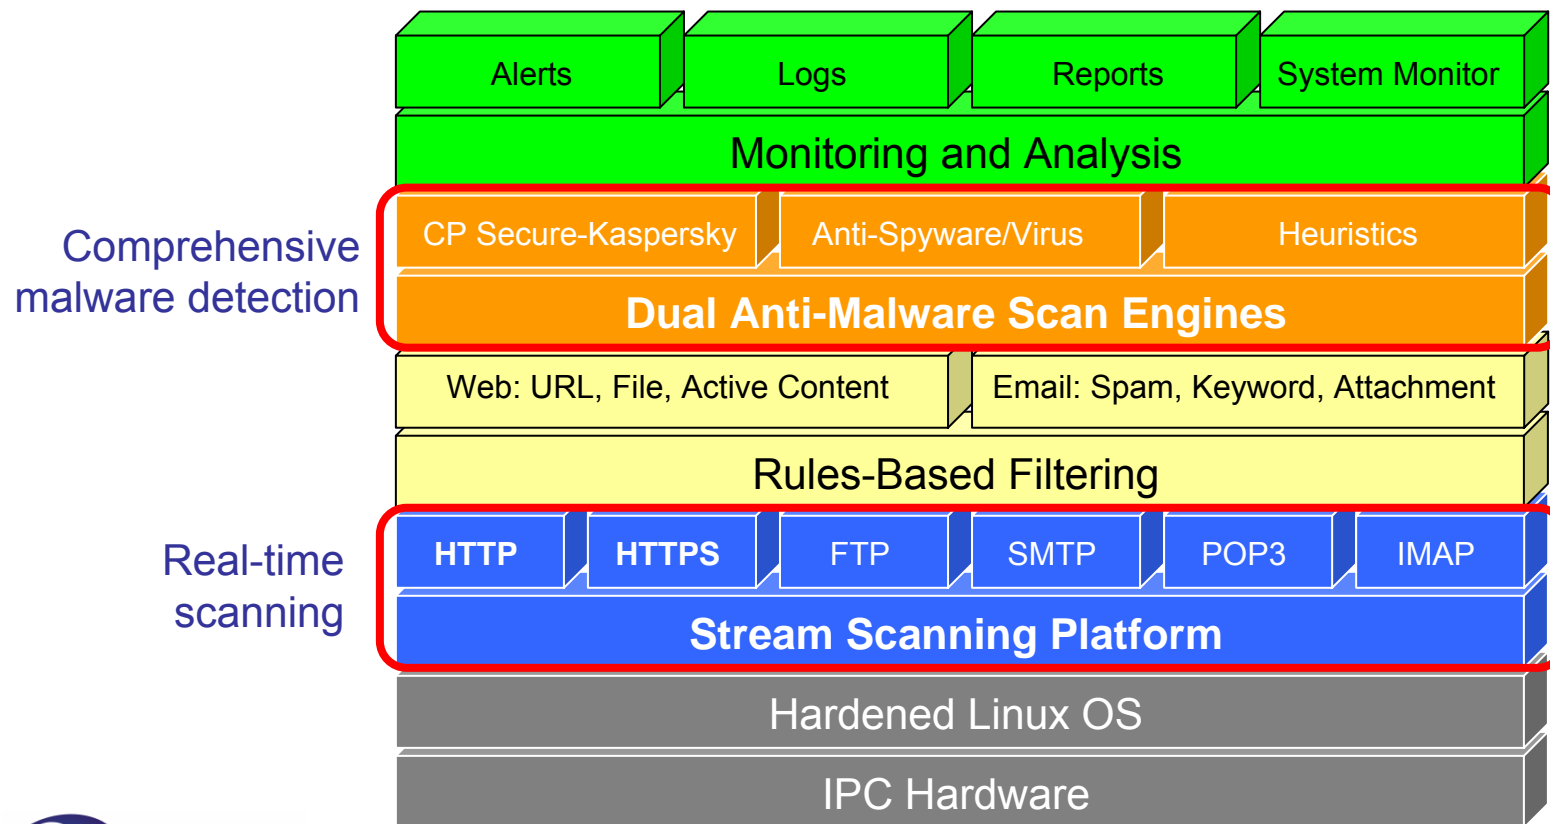 Alerts
Logs
Reports
System Monitor
Monitoring and Analysis
Comprehensive
malware detection
CP Secure-Kaspersky
Anti-Spyware/Virus
Heuristics
Dual Anti-Malware Scan Engines
Web: URL, File, Active Content
Email: Spam, Keyword, Attachment
Rules-Based Filtering
Real-time
scanning
HTTP
HTTPS
FTP
SMTP
POP3
IMAP
Stream Scanning Platform
Hardened Linux OS
IPC Hardware